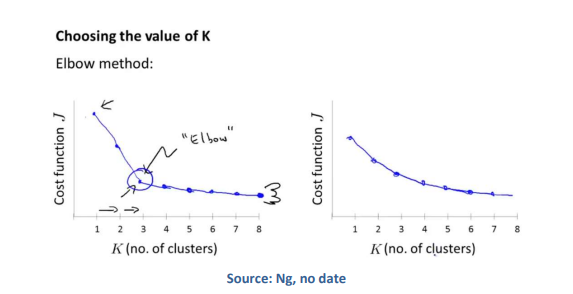 Choosing the value of K
Elbow method:
Cost function J
"Elbow"
1 2 3 4 5 6 7 8
K (no. of clusters)
Cost function J
1 2 3 4 5 6 7 8
K (no. of clusters)
Source: Ng, no date